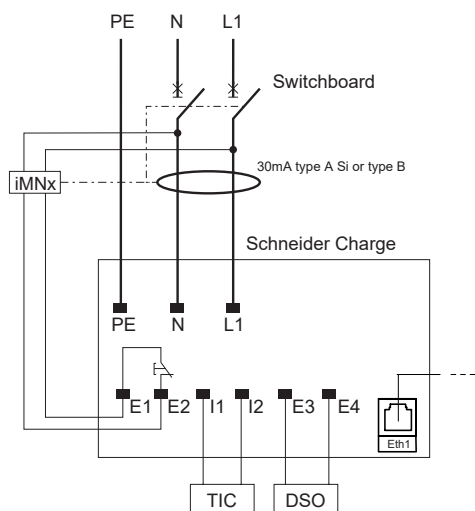 PE N L1
Switchboard
30mA type A Si or type B
iMNx
Schneider Charge
PE N L1
E1 E2 I1 I2 E3 E4
Eth1
TIC DSO